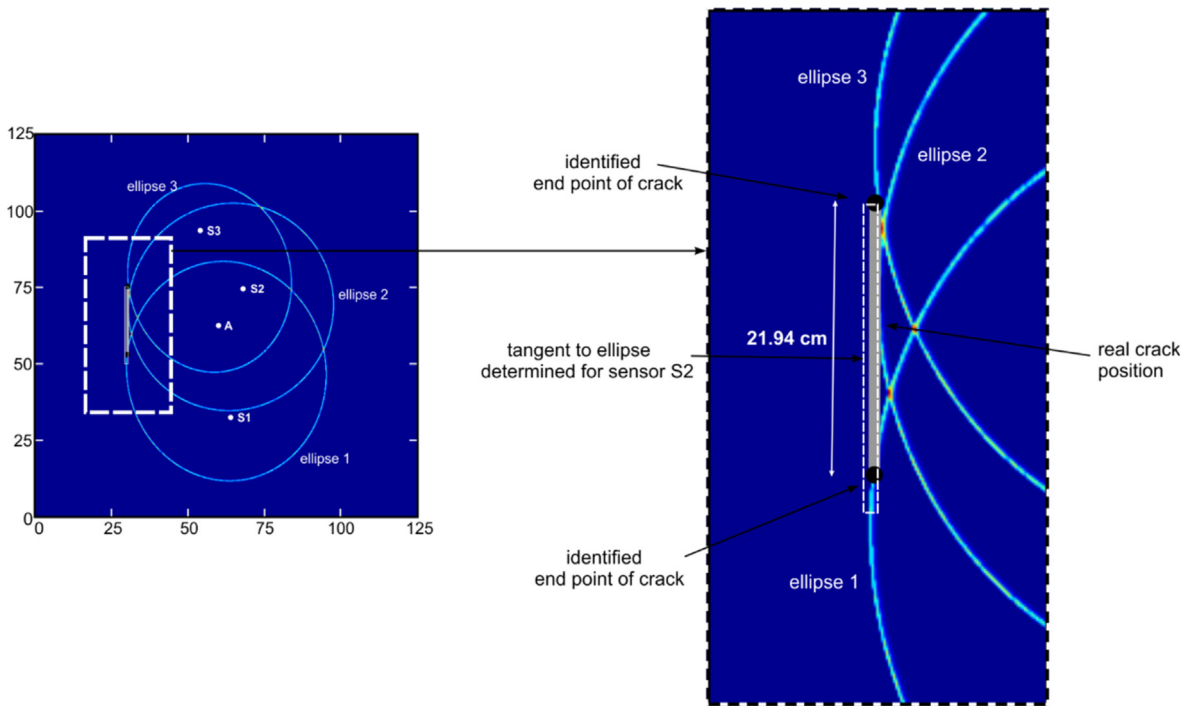 125
100
75
50
25
0
0
25
50
75
100
125
ellipse 3
S3
S2
ellipse 2
A
S1
ellipse 1
ellipse 3
ellipse 2
identified
end point of crack
21.94 cm
tangent to ellipse
determined for sensor S2
real crack
position
identified
end point of crack
ellipse 1